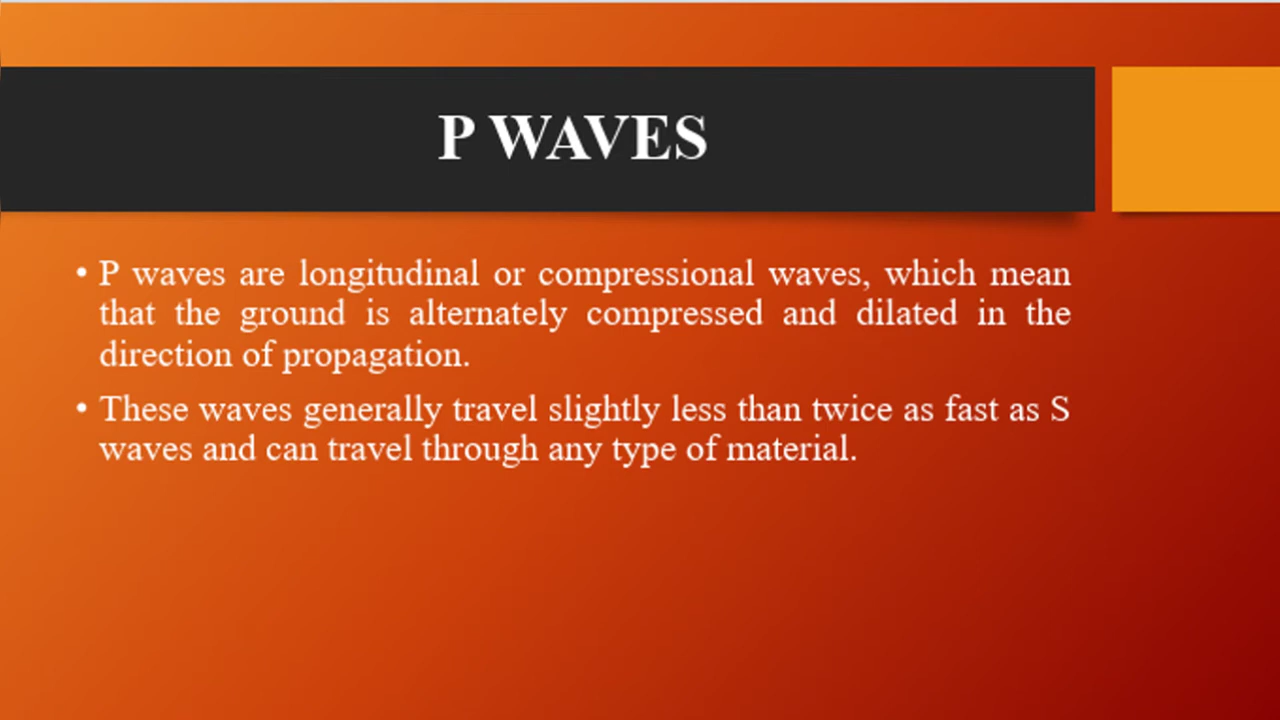 P WAVES
• P waves are longitudinal or compressional waves, which mean
that the ground is alternately compressed and dilated in the
direction of propagation.
• These waves generally travel slightly less than twice as fast as S
waves and can travel through any type of material.